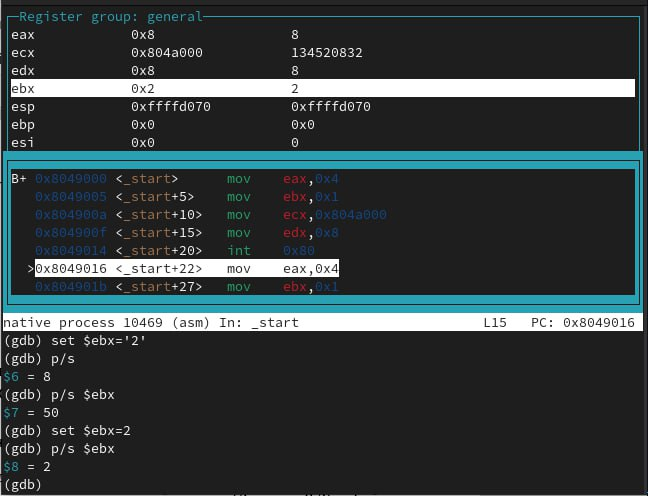 Register group: general
eax 0x8 8
ecx 0x804a000 134520832
edx 0x8 8
ebx 0x2 2
esp 0xffffd070 0xffffd070
ebp 0x0 0x0
esi 0x0 0
B+ 0x8049000 <_start> mov eax,0x4
0x8049005 <_start+5> mov ebx,0x1
0x804900a <_start+10> mov ecx,0x804a000
0x804900f <_start+15> mov edx,0x8
0x8049014 <_start+20> int 0x80
>0x8049016 <_start+22> mov eax,0x4
0x804901b <_start+27> mov ebx,0x1
native process 10469 (asm) In: _start L15 PC: 0x8049016
(gdb) set $ebx='2'
(gdb) p/s
$6 = 8
(gdb) p/s $ebx
$7 = 50
(gdb) set $ebx=2
(gdb) p/s $ebx
$8 = 2
(gdb)